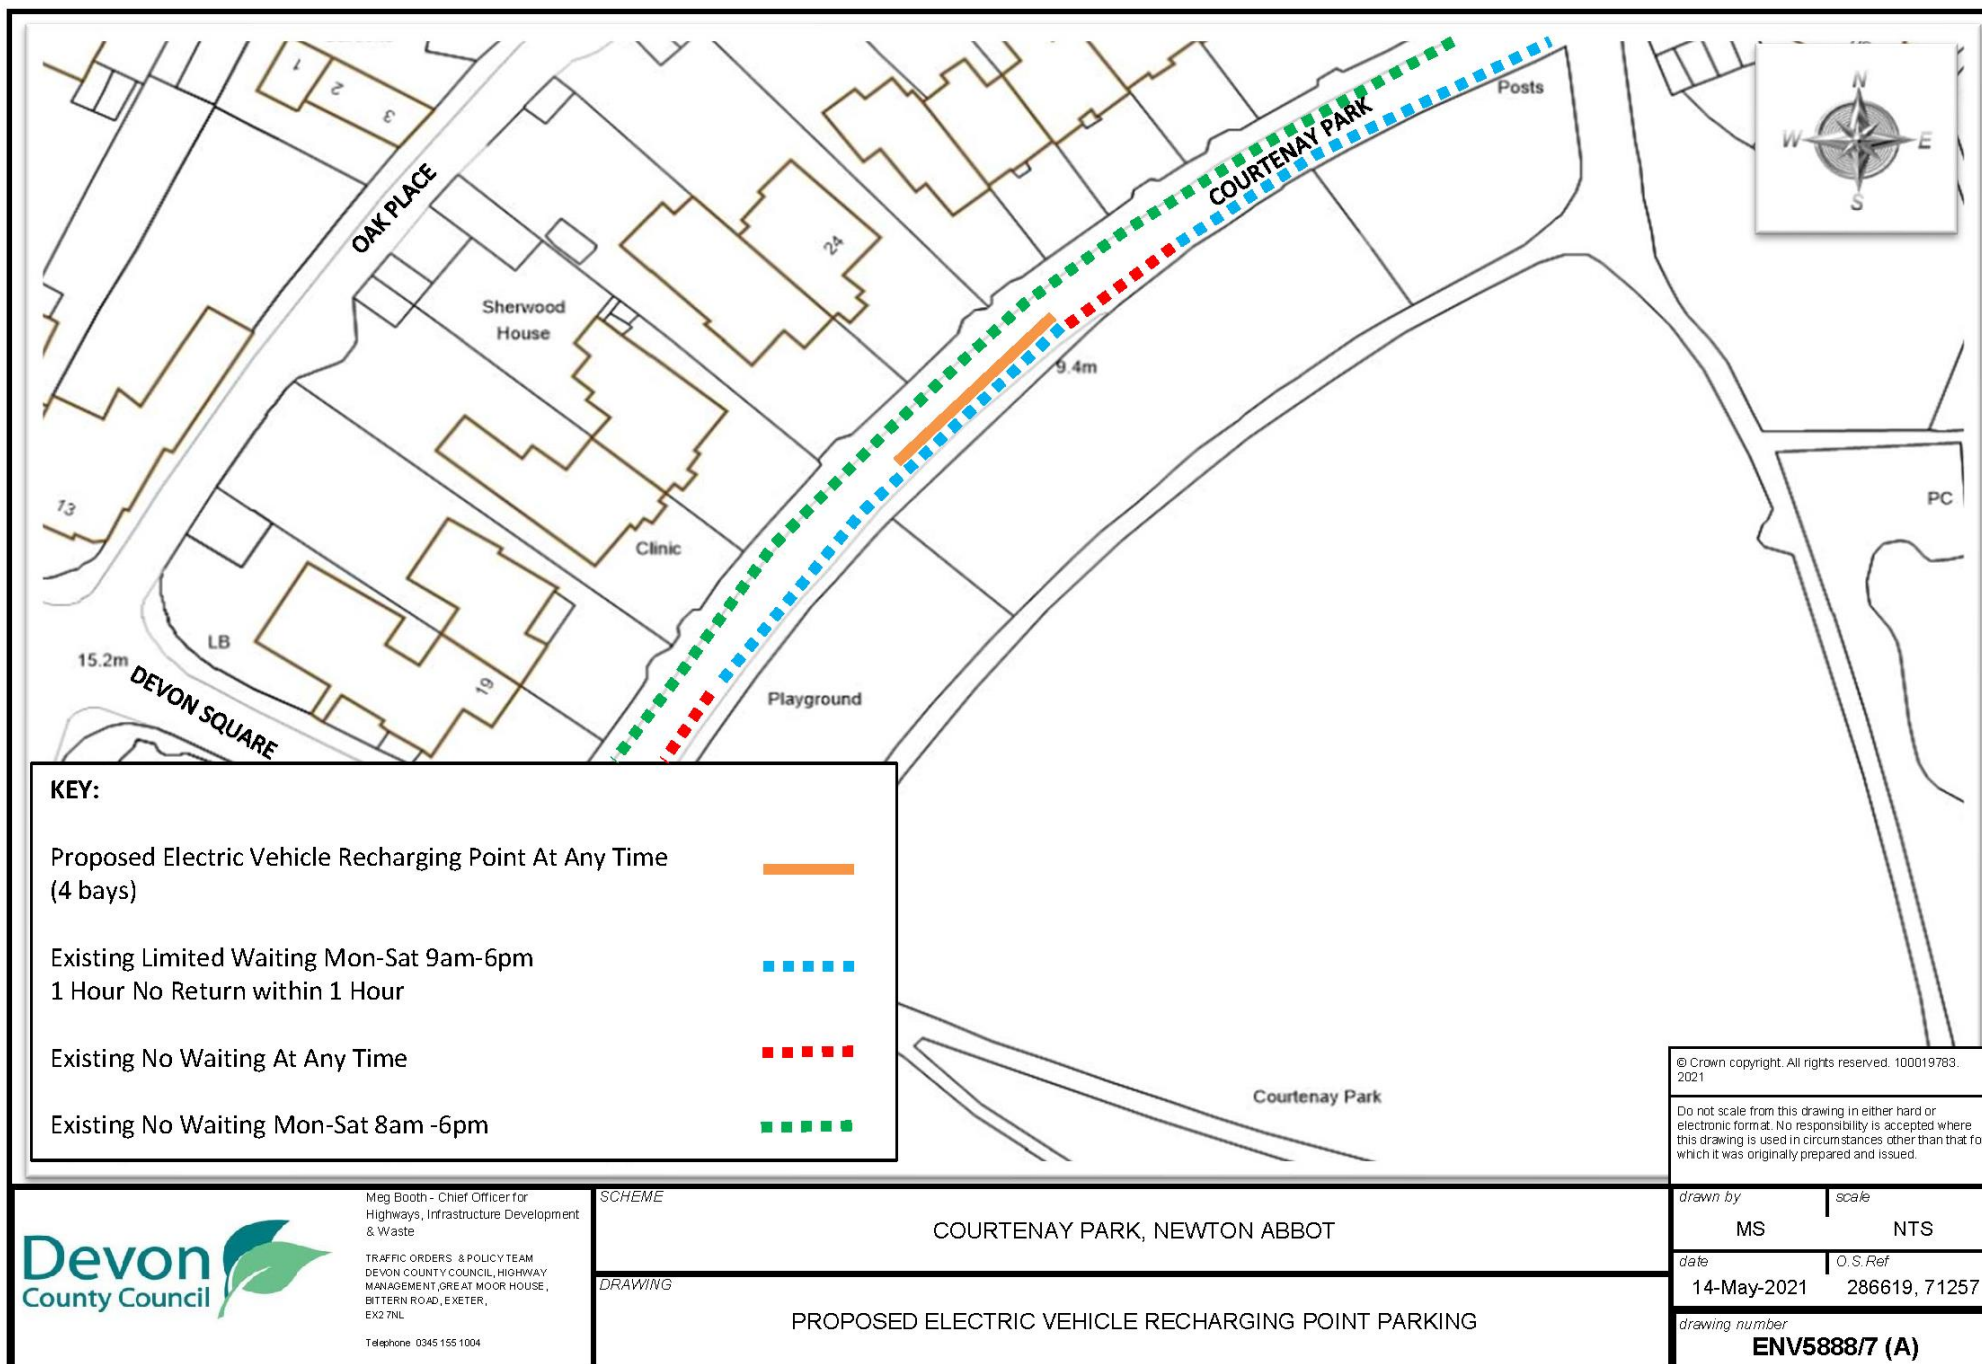 1
2
3
OAK PLACE
Sherwood
House
24
COURTENAY PARK
Posts
N
W
E
S
9.4m
13
Clinic
PC
LB
15.2m
DEVON SQUARE
19
Playground
KEY:
Proposed Electric Vehicle Recharging Point At Any Time
(4 bays)
Existing Limited Waiting Mon-Sat 9am-6pm
1 Hour No Return within 1 Hour
Existing No Waiting At Any Time
Existing No Waiting Mon-Sat 8am -6pm
Courtenay Park
© Crown copyright. All rights reserved. 100019783.
2021
Do not scale from this drawing in either hard or
electronic format. No responsibility is accepted where
this drawing is used in circumstances other than that fo
which it was originally prepared and issued.
Devon
County Council
Meg Booth - Chief Officer for
Highways, Infrastructure Development
& Waste
TRAFFIC ORDERS & POLICY TEAM
DEVON COUNTY COUNCIL, HIGHWAY
MANAGEMENT, GREAT MOOR HOUSE,
BITTERN ROAD, EXETER,
EX2 7NL
Telephone 0345 155 1004
SCHEME
COURTENAY PARK, NEWTON ABBOT
DRAWING
PROPOSED ELECTRIC VEHICLE RECHARGING POINT PARKING
drawn by
MS
scale
NTS
date
14-May-2021
O.S.Ref
286619, 71257
drawing number
ENV5888/7 (A)